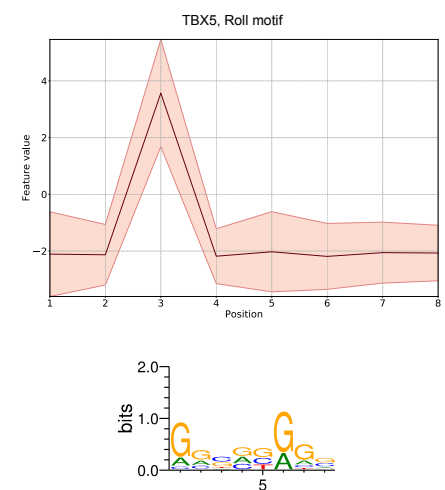 TBX5, Roll motif
4
2
0
−2
Feature value
1 2 3 4 5 6 7 8
Position
2.0
1.0
0.0
bits
5